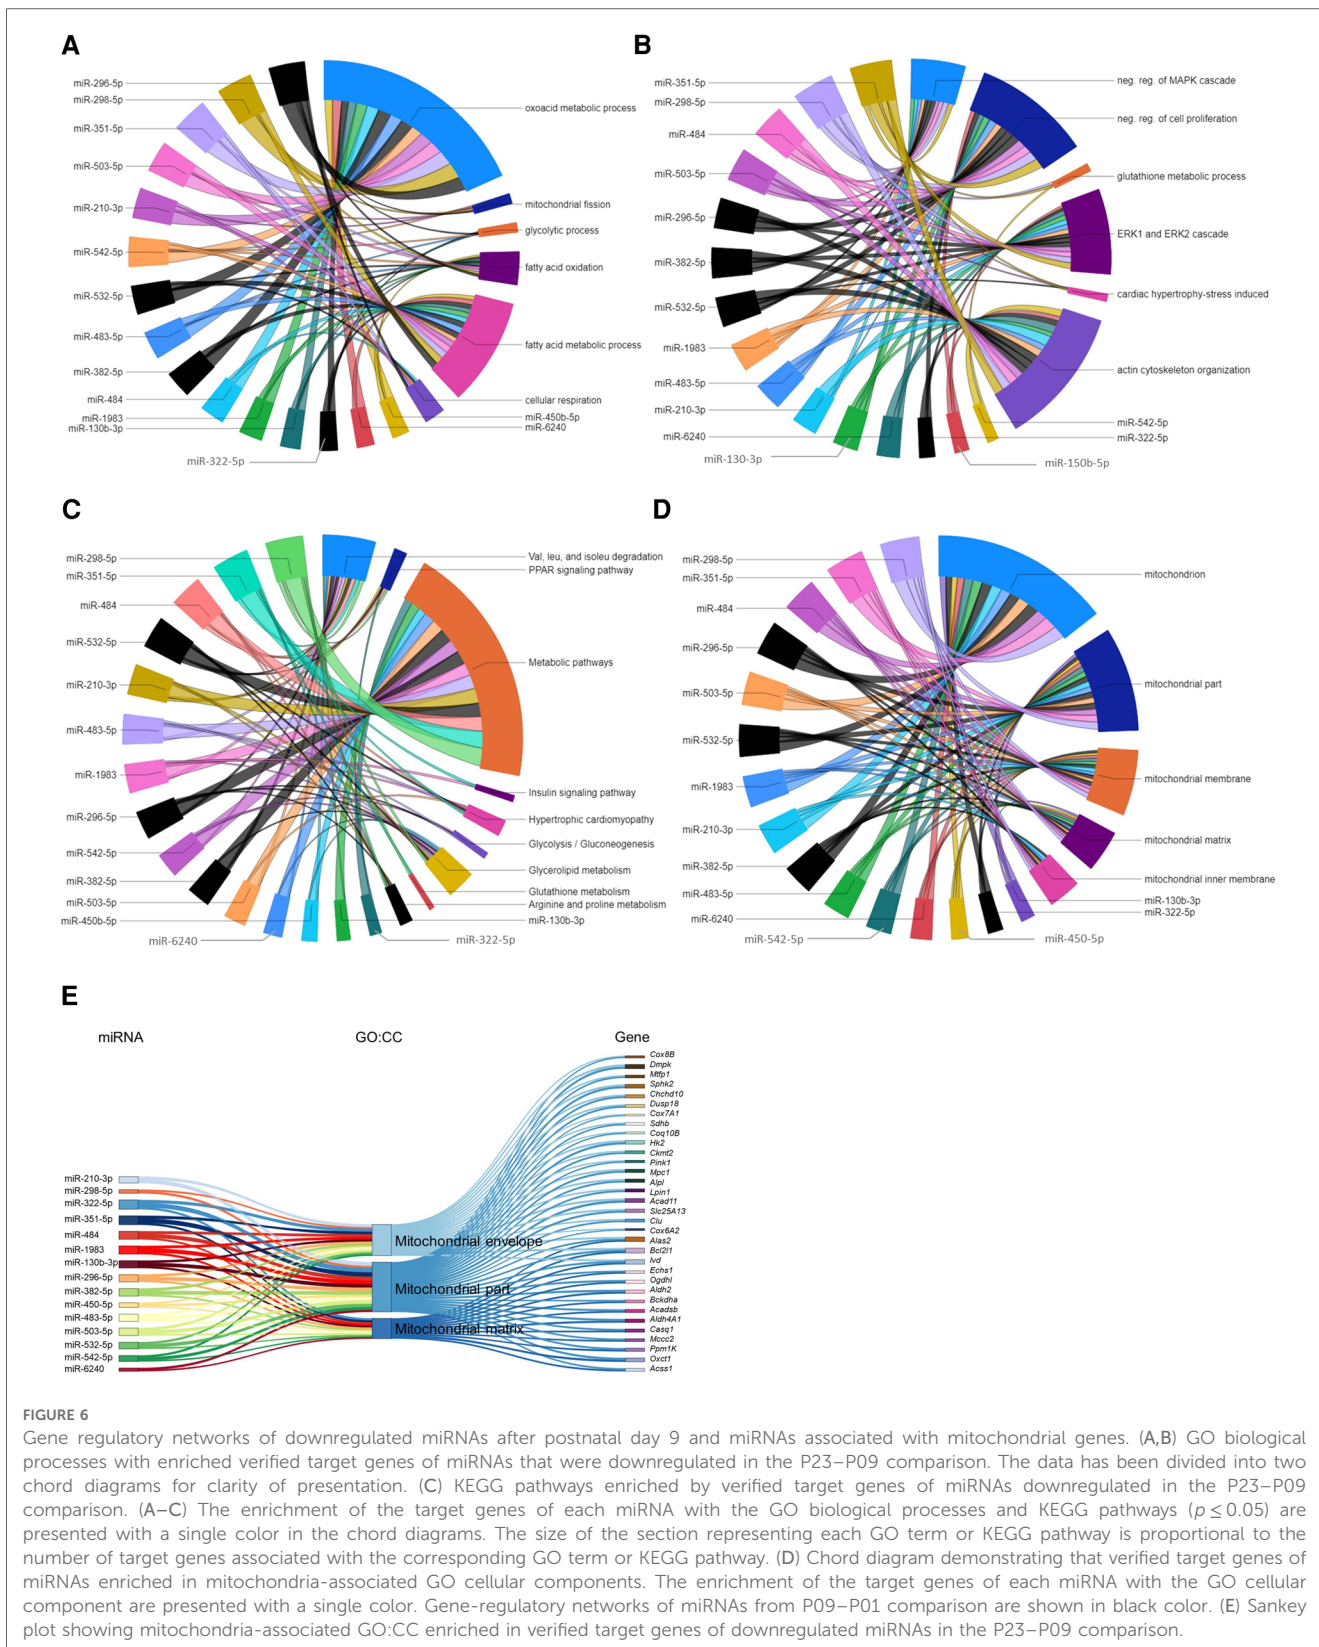 A
miR-296-5p
miR-298-5p
miR-351-5p
miR-503-5p
miR-210-3p
miR-542-5p
miR-532-5p
miR-483-5p
miR-382-5p
miR-484
miR-1983
miR-130b-3p
miR-322-5p
oxoacid metabolic process
mitochondrial fission
glycolytic process
fatty acid oxidation
fatty acid metabolic process
cellular respiration
miR-450b-5p
miR-6240
B
miR-351-5p
miR-298-5p
miR-484
miR-503-5p
miR-296-5p
miR-382-5p
miR-532-5p
miR-1983
miR-483-5p
miR-210-3p
miR-6240
miR-130-3p
neg. reg. of MAPK cascade
neg. reg. of cell proliferation
glutathione metabolic process
ERK1 and ERK2 cascade
cardiac hypertrophy-stress induced
actin cytoskeleton organization
miR-542-5p
miR-322-5p
miR-150b-5p
C
miR-298-5p
miR-351-5p
miR-484
miR-532-5p
miR-210-3p
miR-483-5p
miR-1983
miR-296-5p
miR-542-5p
miR-382-5p
miR-503-5p
miR-450b-5p
miR-6240
Val, leu, and isoleu degradation
PPAR signaling pathway
Metabolic pathways
Insulin signaling pathway
Hypertrophic cardiomyopathy
Glycolysis / Gluconeogenesis
Glycerolipid metabolism
Glutathione metabolism
Arginine and proline metabolism
miR-130b-3p
miR-322-5p
D
miR-298-5p
miR-351-5p
miR-484
miR-296-5p
miR-503-5p
miR-532-5p
miR-1983
miR-210-3p
miR-382-5p
miR-483-5p
miR-6240
miR-542-5p
mitochondrion
mitochondrial part
mitochondrial membrane
mitochondrial matrix
mitochondrial inner membrane
miR-130b-3p
miR-322-5p
miR-450-5p
E
miRNA
GO:CC
Gene
miR-210-3p
miR-298-5p
miR-322-5p
miR-351-5p
miR-484
miR-1983
miR-130b-3p
miR-296-5p
miR-382-5p
miR-450-5p
miR-483-5p
miR-503-5p
miR-532-5p
miR-542-5p
miR-6240
Mitochondrial envelope
Mitochondrial part
Mitochondrial matrix
Cox8B
Dmpk
Mtfp1
Sphk2
Chchd10
Dusp18
Cox7A1
Sdhb
Coq10B
Hk2
Ckmt2
Pink1
Mpc1
Alpl
Lpin1
Acad11
Slc25A13
Clu
Cox6A2
Alas2
Bcl2l1
Ivd
Echs1
Ogdhl
Aldh2
Bckdha
Acadsb
Aldh4A1
Casq1
Mccc2
Ppm1K
Oxct1
Acss1
FIGURE 6
Gene regulatory networks of downregulated miRNAs after postnatal day 9 and miRNAs associated with mitochondrial genes. (A,B) GO biological
processes with enriched verified target genes of miRNAs that were downregulated in the P23–P09 comparison. The data has been divided into two
chord diagrams for clarity of presentation. (C) KEGG pathways enriched by verified target genes of miRNAs downregulated in the P23–P09
comparison. (A–C) The enrichment of the target genes of each miRNA with the GO biological processes and KEGG pathways (p ≤ 0.05) are
presented with a single color in the chord diagrams. The size of the section representing each GO term or KEGG pathway is proportional to the
number of target genes associated with the corresponding GO term or KEGG pathway. (D) Chord diagram demonstrating that verified target genes of
miRNAs enriched in mitochondria-associated GO cellular components. The enrichment of the target genes of each miRNA with the GO cellular
component are presented with a single color. Gene-regulatory networks of miRNAs from P09–P01 comparison are shown in black color. (E) Sankey
plot showing mitochondria-associated GO:CC enriched in verified target genes of downregulated miRNAs in the P23–P09 comparison.